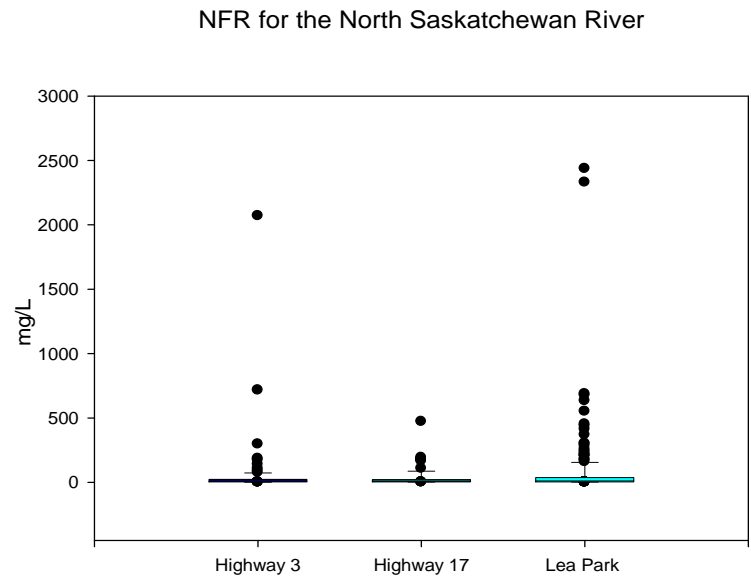 NFR for the North Saskatchewan River
3000
2500
2000
1500
1000
500
0
mg/L
Highway 3
Highway 17
Lea Park